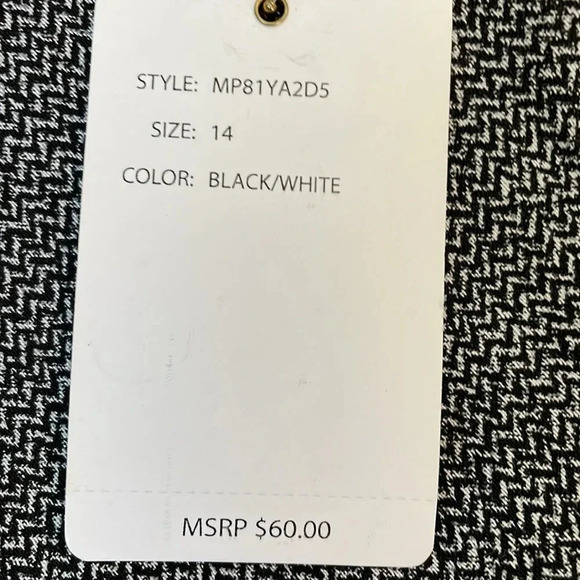 STYLE: MP81YA2D5
SIZE: 14
COLOR: BLACK/WHITE
MSRP $60.00